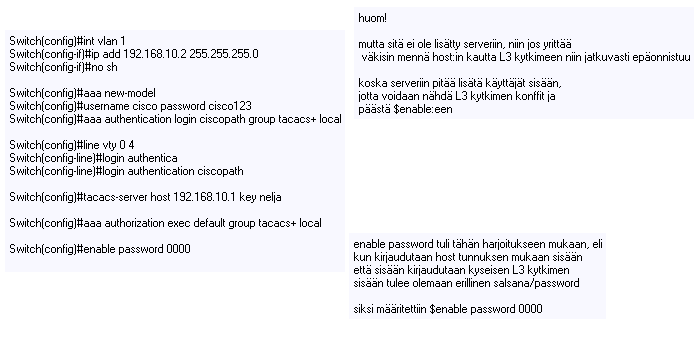 Switch(config)#int vlan 1
Switch(config-if)#ip add 192.168.10.2 255.255.255.0
Switch(config-if)#no sh
Switch(config)#aaa new-model
Switch(config)#username cisco password cisco123
Switch(config)#aaa authentication login ciscopath group tacacs+ local
Switch(config)#line vty 0 4
Switch(config-line)#login authentica
Switch(config-line)#login authentication ciscopath
Switch(config)#tacacs-server host 192.168.10.1 key nelja
Switch(config)#aaa authorization exec default group tacacs+ local
Switch(config)#enable password 0000
huom!
mutta sitä ei ole lisätty serveriin, niin jos yrittää
väkisin mennä host:in kautta L3 kytkimeen niin jatkuvasti epäonnistuu
koska serveriin pitää lisätä käyttäjät sisään,
jotta voidaan nähdä L3 kytkimen konffit ja
päästä $enable:een
enable password tuli tähän harjoitukseen mukaan, eli
kun kirjaudutaan host tunnuksen mukaan sisään
että sisään kirjaudutaan kyseisen L3 kytkimen
sisään tulee olemaan erillinen salsana/password
siksi määritettiin $enable password 0000